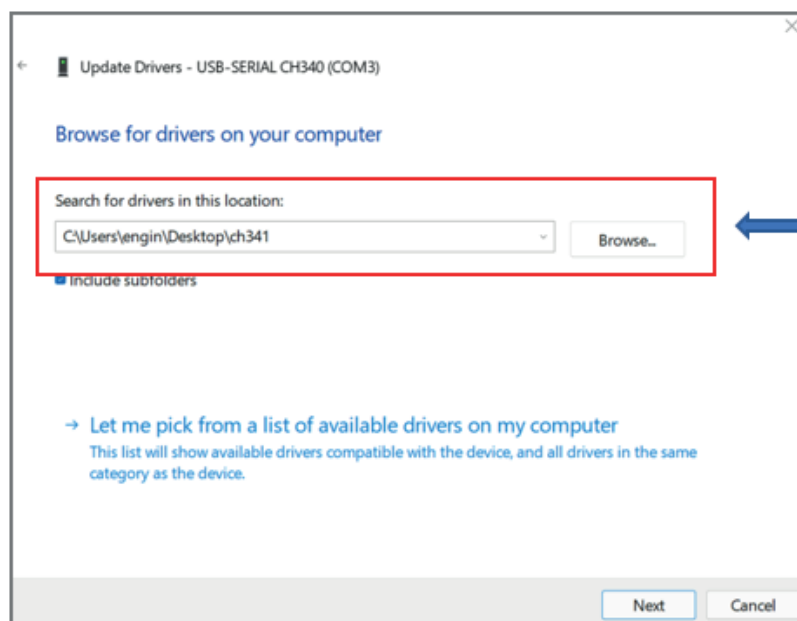 Update Drivers - USB-SERIAL CH340 (COM3)
Browse for drivers on your computer
Search for drivers in this location:
C:\Users\engin\Desktop\ch341
Browse...
Include subfolders
Let me pick from a list of available drivers on my computer
This list will show available drivers compatible with the device, and all drivers in the same
category as the device.
Next
Cancel